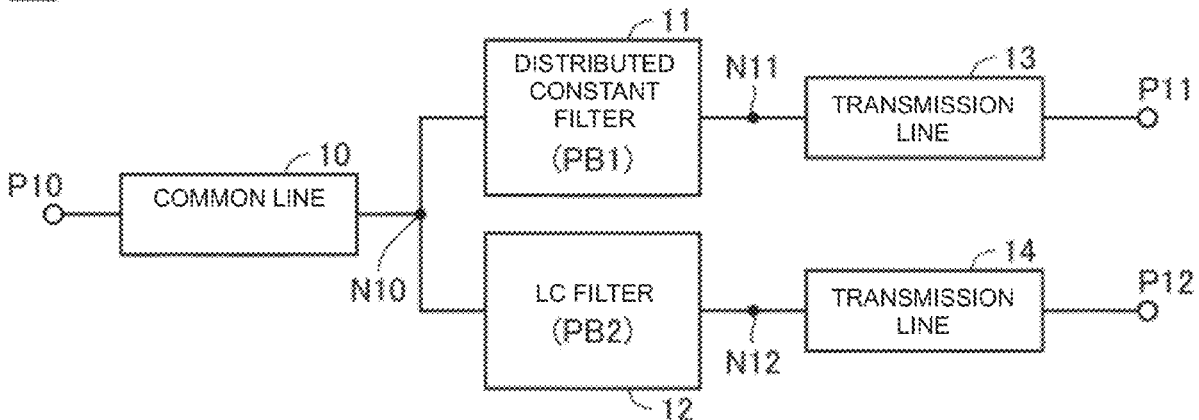 11
DISTRIBUTED
CONSTANT
FILTER
(PB1)
N11
13
TRANSMISSION
LINE
P11
P10
10
COMMON LINE
N10
LC FILTER
(PB2)
12
N12
14
TRANSMISSION
LINE
P12